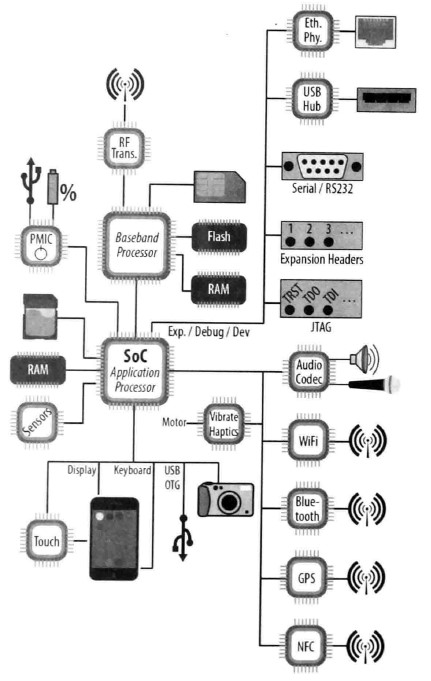 Eth.
Phy.
USB
Hub
RF
Trans.
Serial / RS232
%
PMIC
Baseband
Processor
Flash
RAM
1 2 3 ...
Expansion Headers
TRST TDO TDI ...
JTAG
Exp. / Debug / Dev
SoC
Application
Processor
RAM
Sensors
Audio
Codec
Motor
Vibrate
Haptics
WiFi
Display
Keyboard
USB
OTG
Touch
Blue-
tooth
GPS
NFC